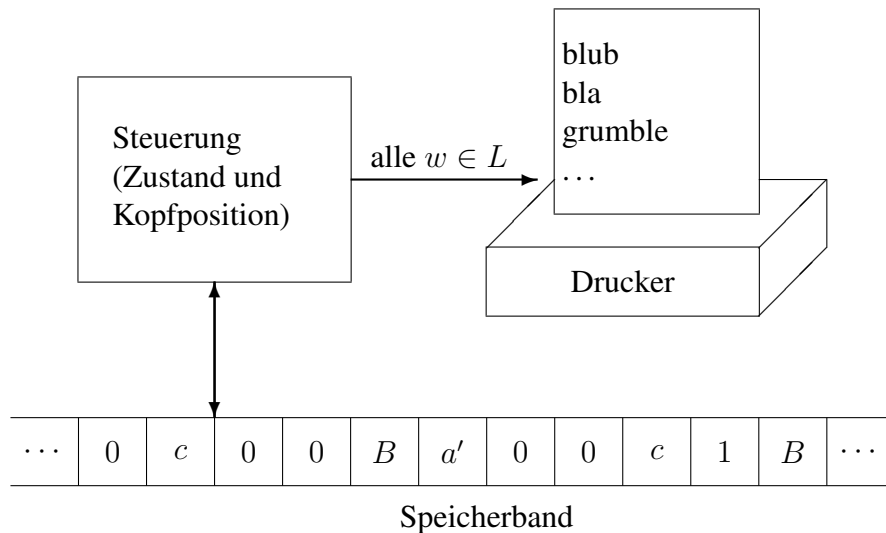 blub
bla
grumble
⋯
Steuerung
(Zustand und
Kopfposition)
alle w ∈ L
Drucker
⋯ 0 c 0 0 B a′ 0 0 c 1 B ⋯
Speicherband